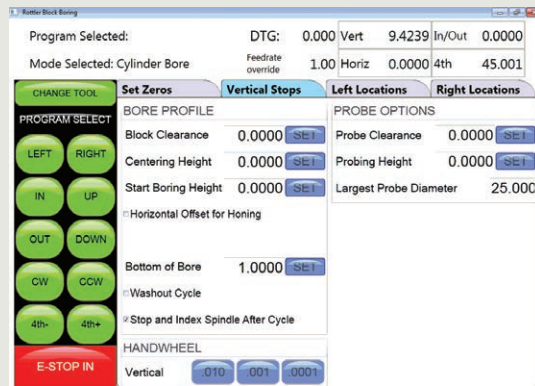 Rottler Block Boring
Program Selected: DTG: 0.000 Vert 9.4239 In/Out 0.0000
Mode Selected: Cylinder Bore Feedrate override 1.00 Horiz 0.0000 4th 45.001
CHANGE TOOL Set Zeros Vertical Stops Left Locations Right Locations
PROGRAM SELECT BORE PROFILE PROBE OPTIONS
Block Clearance 0.0000 SET Probe Clearance 0.0000 SET
LEFT RIGHT Centering Height 0.0000 SET Probing Height 0.0000 SET
IN UP Start Boring Height 0.0000 SET Largest Probe Diameter 25.000
Horizontal Offset for Honing
OUT DOWN
Bottom of Bore 1.0000 SET
CW CCW Washout Cycle
4th- 4th+ Stop and Index Spindle After Cycle
HANDWHEEL
E-STOP IN Vertical .010 .001 .0001